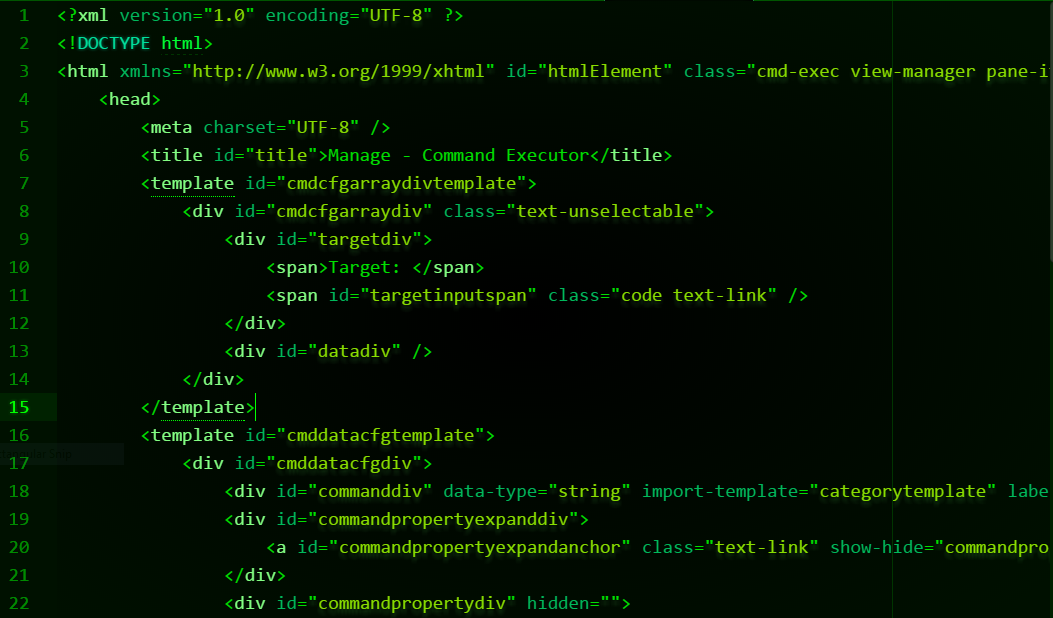 1 <?xml version="1.0" encoding="UTF-8" ?>
2 <!DOCTYPE html>
3 <html xmlns="http://www.w3.org/1999/xhtml" id="htmlElement" class="cmd-exec view-manager pane-i
4 <head>
5 <meta charset="UTF-8" />
6 <title id="title">Manage - Command Executor</title>
7 <template id="cmdcfgarraydivtemplate">
8 <div id="cmdcfgarraydiv" class="text-unselectable">
9 <div id="targetdiv">
10 <span>Target: </span>
11 <span id="targetinputspan" class="code text-link" />
12 </div>
13 <div id="datadiv" />
14 </div>
15 </template>
16 <template id="cmddatacfgtemplate">
17 <div id="cmddatacfgdiv">
18 <div id="commanddiv" data-type="string" import-template="categorytemplate" labe
19 <div id="commandpropertyexpanddiv">
20 <a id="commandpropertyexpandanchor" class="text-link" show-hide="commandpro
21 </div>
22 <div id="commandpropertydiv" hidden="">